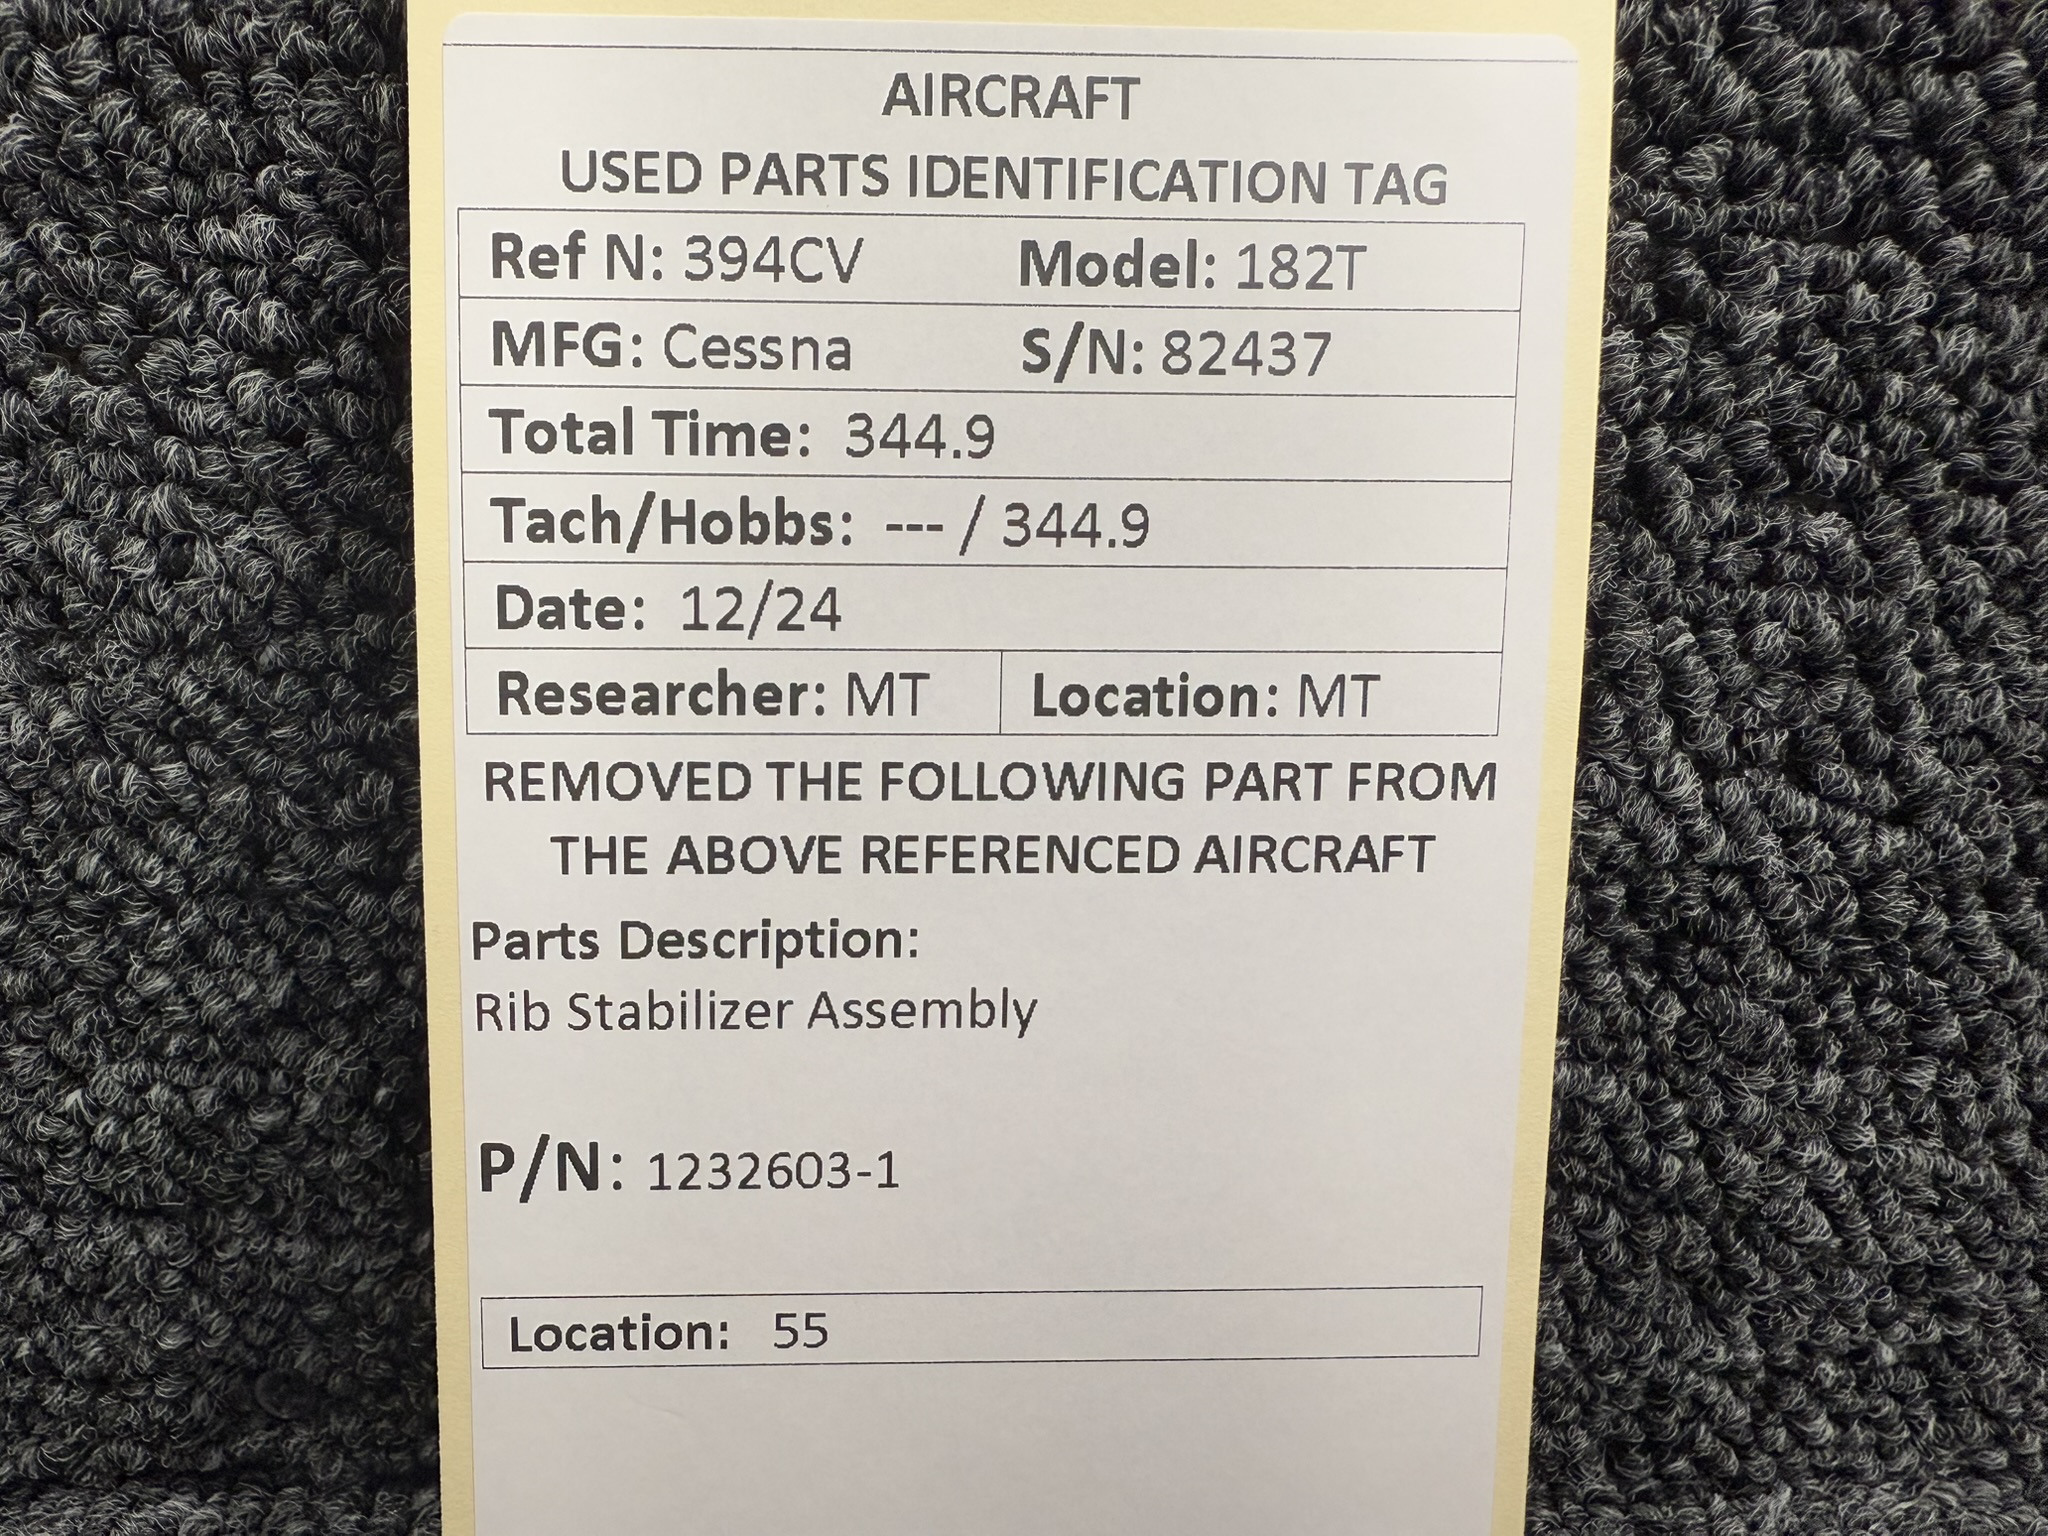 AIRCRAFT
USED PARTS IDENTIFICATION TAG
Ref N: 394CV Model: 182T
MFG: Cessna S/N: 82437
Total Time: 344.9
Tach/Hobbs: --- / 344.9
Date: 12/24
Researcher: MT Location: MT
REMOVED THE FOLLOWING PART FROM
THE ABOVE REFERENCED AIRCRAFT
Parts Description:
Rib Stabilizer Assembly
P/N: 1232603-1
Location: 55